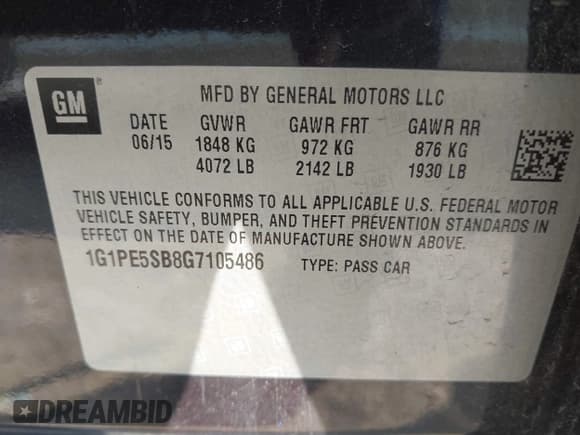 GM
MFD BY GENERAL MOTORS LLC
DATE GVWR GAWR FRT GAWR RR
06/15 1848 KG 972 KG 876 KG
4072 LB 2142 LB 1930 LB
THIS VEHICLE CONFORMS TO ALL APPLICABLE U.S. FEDERAL MOTOR
VEHICLE SAFETY, BUMPER, AND THEFT PREVENTION STANDARDS IN
EFFECT ON THE DATE OF MANUFACTURE SHOWN ABOVE.
1G1PE5SB8G7105486 TYPE: PASS CAR
DREAMBID